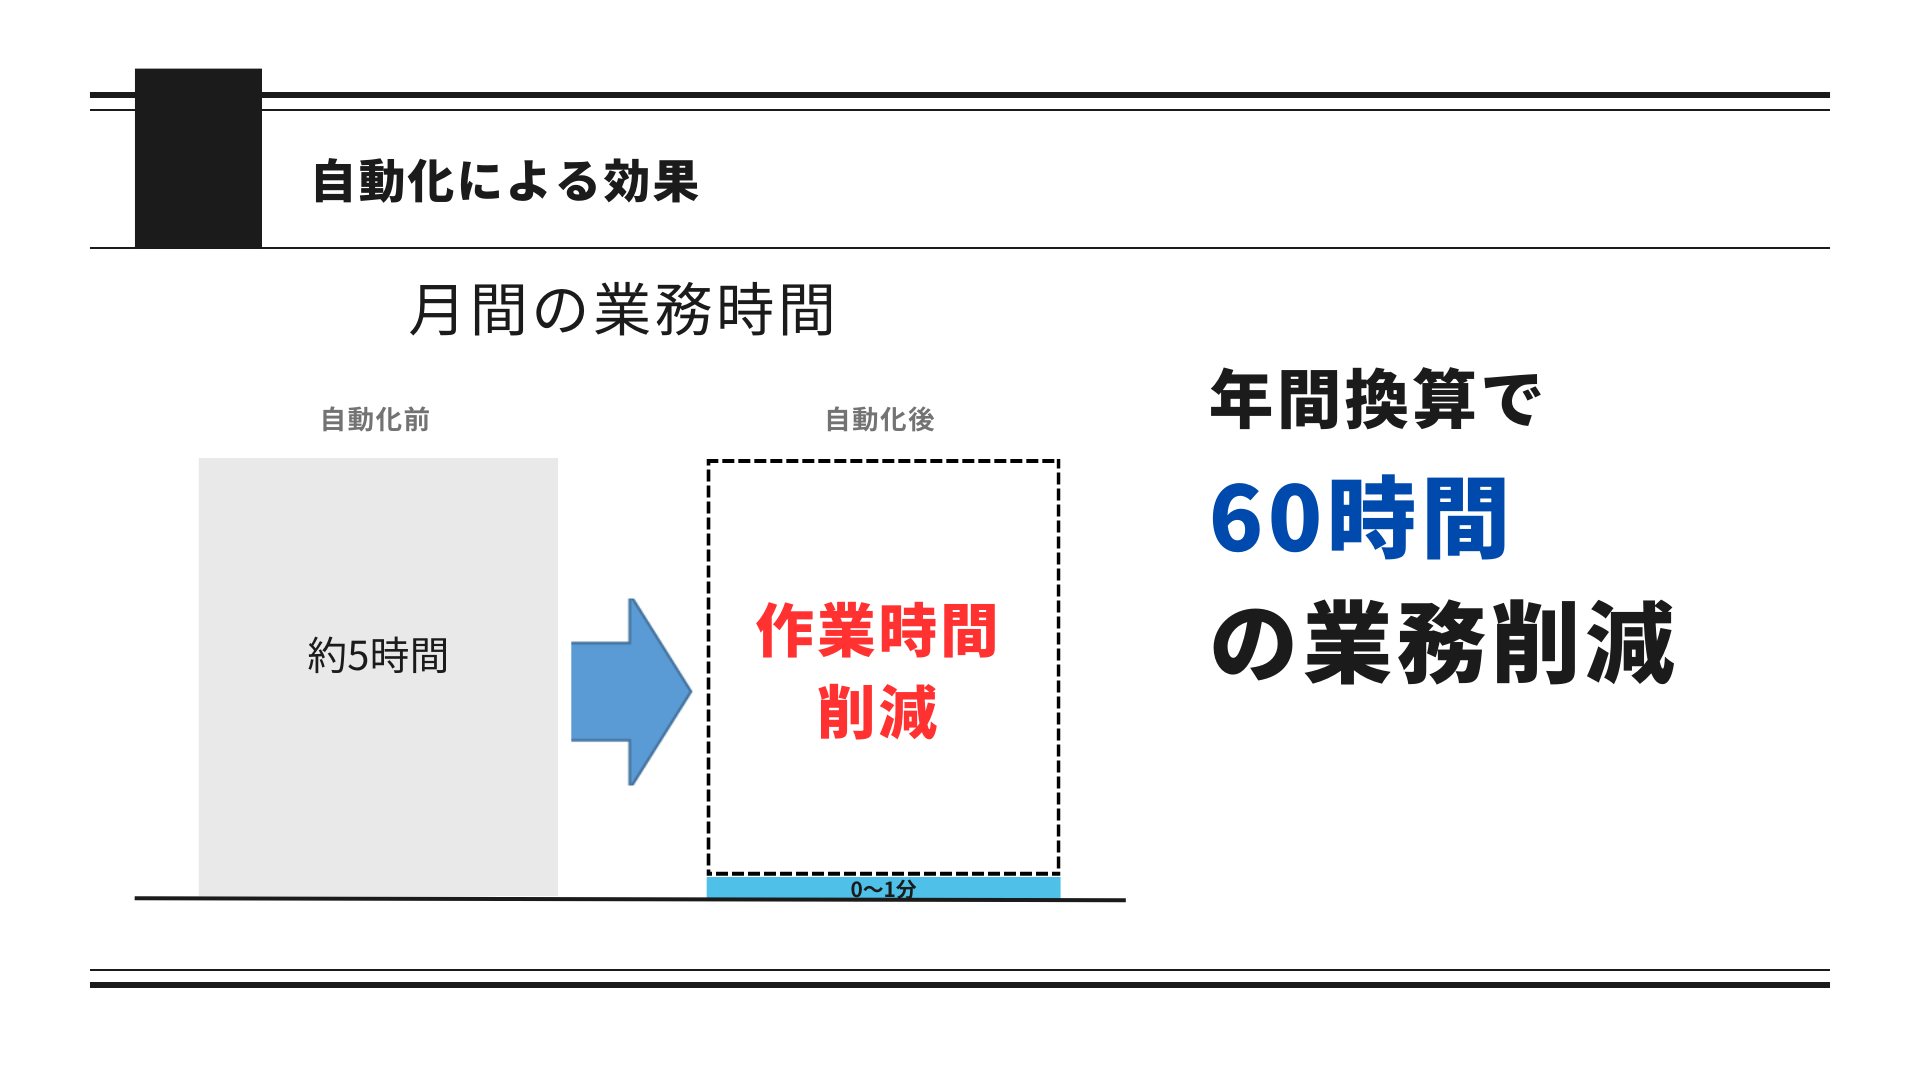 自動化による効果
月間の業務時間
自動化前
自動化後
約5時間
作業時間
削減
0〜1分
年間換算で
60時間
の業務削減